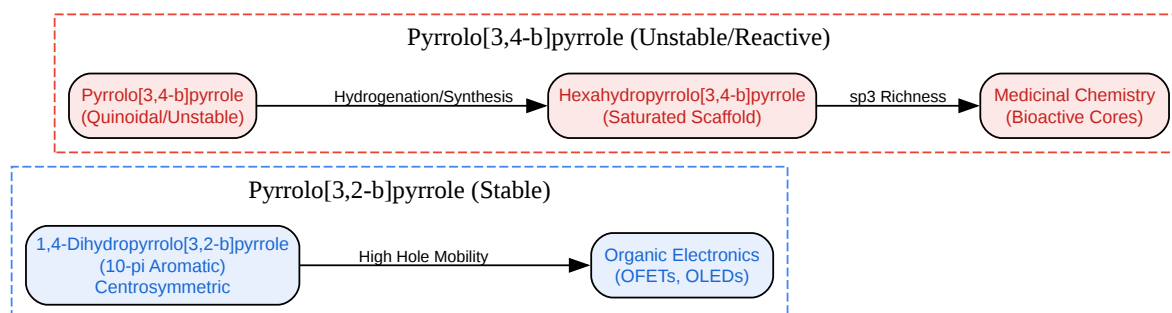 Pyrrolo[3,4-b]pyrrole (Unstable/Reactive)
Pyrrolo[3,4-b]pyrrole
(Quinoidal/Unstable)
Hydrogenation/Synthesis
Hexahydropyrrolo[3,4-b]pyrrole
(Saturated Scaffold)
sp3 Richness
Medicinal Chemistry
(Bioactive Cores)
Pyrrolo[3,2-b]pyrrole (Stable)
1,4-Dihydropyrrolo[3,2-b]pyrrole
(10-pi Aromatic)
Centrosymmetric
High Hole Mobility
Organic Electronics
(OFETs, OLEDs)